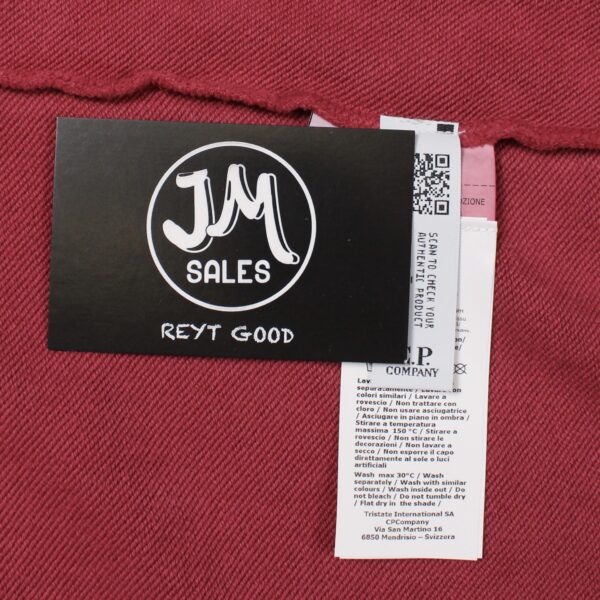 JM
SALES
REYT GOOD
SCAN TO CHECK YOUR
AUTHENTIC PRODUCT
C.P.
COMPANY
Lav
separatamente / Lavare con
colori similari / Lavare a
rovescio / Non trattare con
cloro / Non usare asciugatrice
/ Asciugare in piano in ombra /
Stirare a temperatura
massima 150 °C / Stirare a
rovescio / Non stirare le
decorazioni / Non lavare a
secco / Non esporre il capo
direttamente al sole o luci
artificiali
Wash max 30°C / Wash
separately / Wash with similar
colours / Wash inside out / Do
not bleach / Do not tumble dry
/ Flat dry in the shade /
Tristate International SA
CPCompany
Via San Martino 16
6850 Mendrisio - Svizzera